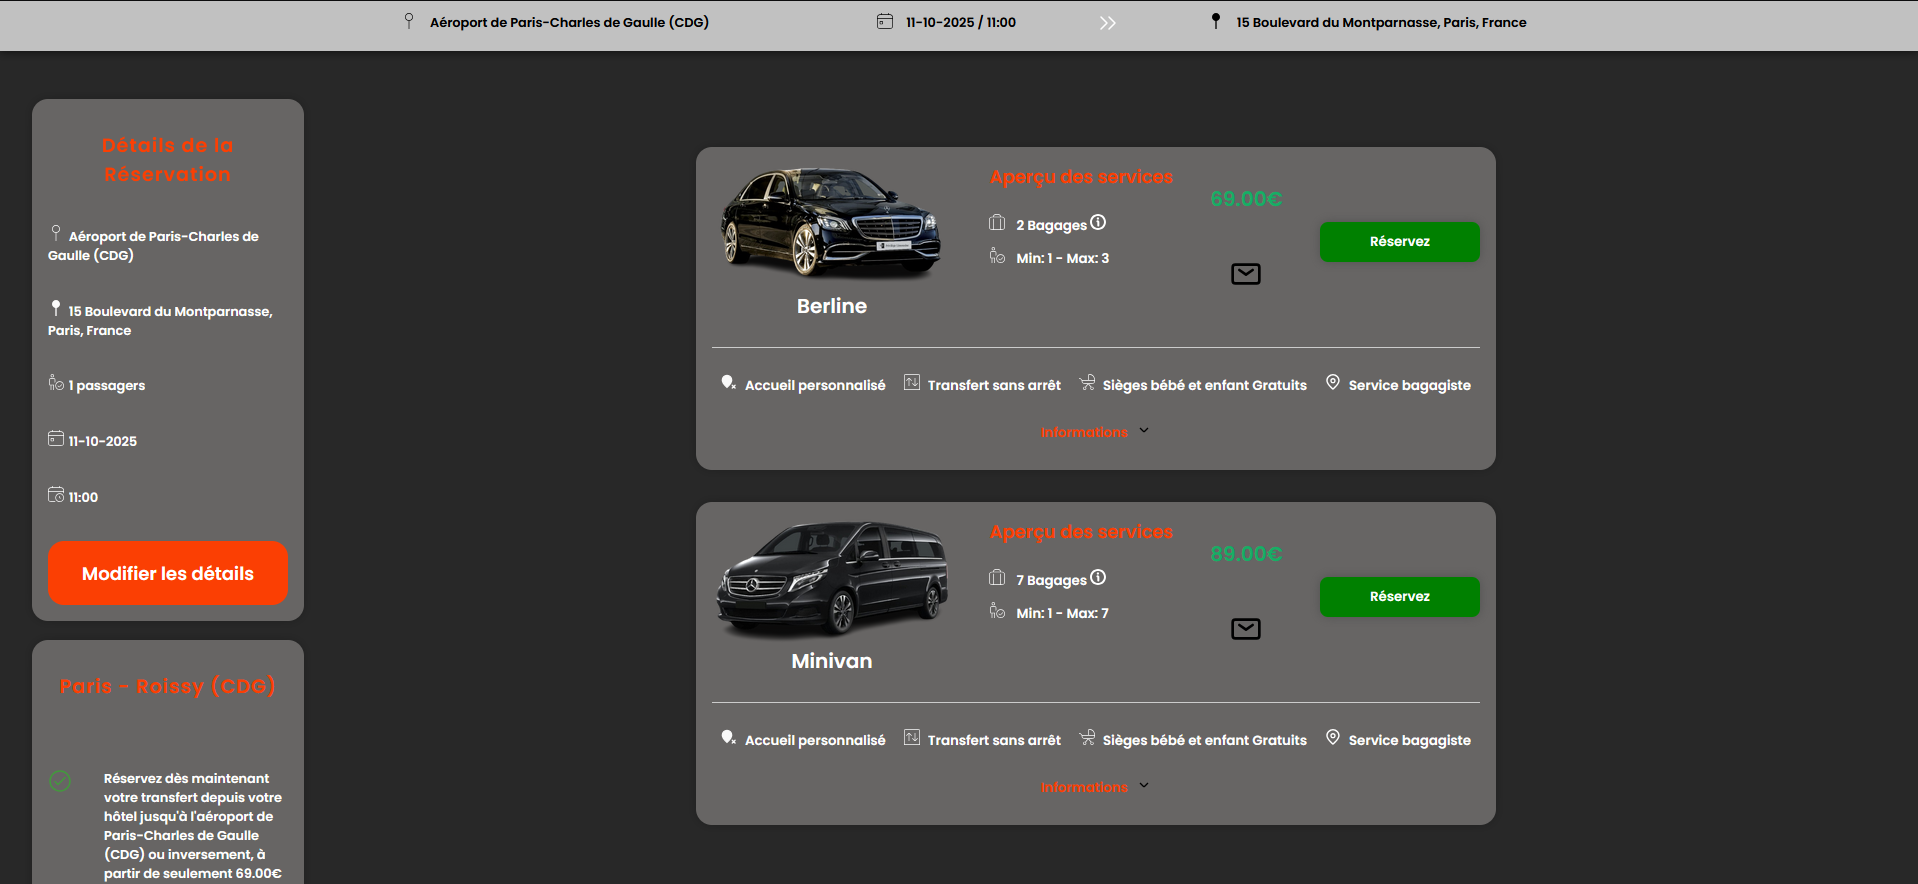 Aéroport de Paris-Charles de Gaulle (CDG)
11-10-2025 / 11:00
15 Boulevard du Montparnasse, Paris, France
Détails de la
Réservation
Aéroport de Paris-Charles de
Gaulle (CDG)
15 Boulevard du Montparnasse,
Paris, France
1 passagers
11-10-2025
11:00
Modifier les détails
Paris - Roissy (CDG)
Réservez dès maintenant
votre transfert depuis votre
hôtel jusqu'à l'aéroport de
Paris-Charles de Gaulle
(CDG) ou inversement, à
partir de seulement 69.00€
Berline
Aperçu des services
2 Bagages
Min: 1 - Max: 3
69.00€
Réservez
Accueil personnalisé
Transfert sans arrêt
Sièges bébé et enfant Gratuits
Service bagagiste
Informations
Minivan
Aperçu des services
7 Bagages
Min: 1 - Max: 7
89.00€
Réservez
Accueil personnalisé
Transfert sans arrêt
Sièges bébé et enfant Gratuits
Service bagagiste
Informations